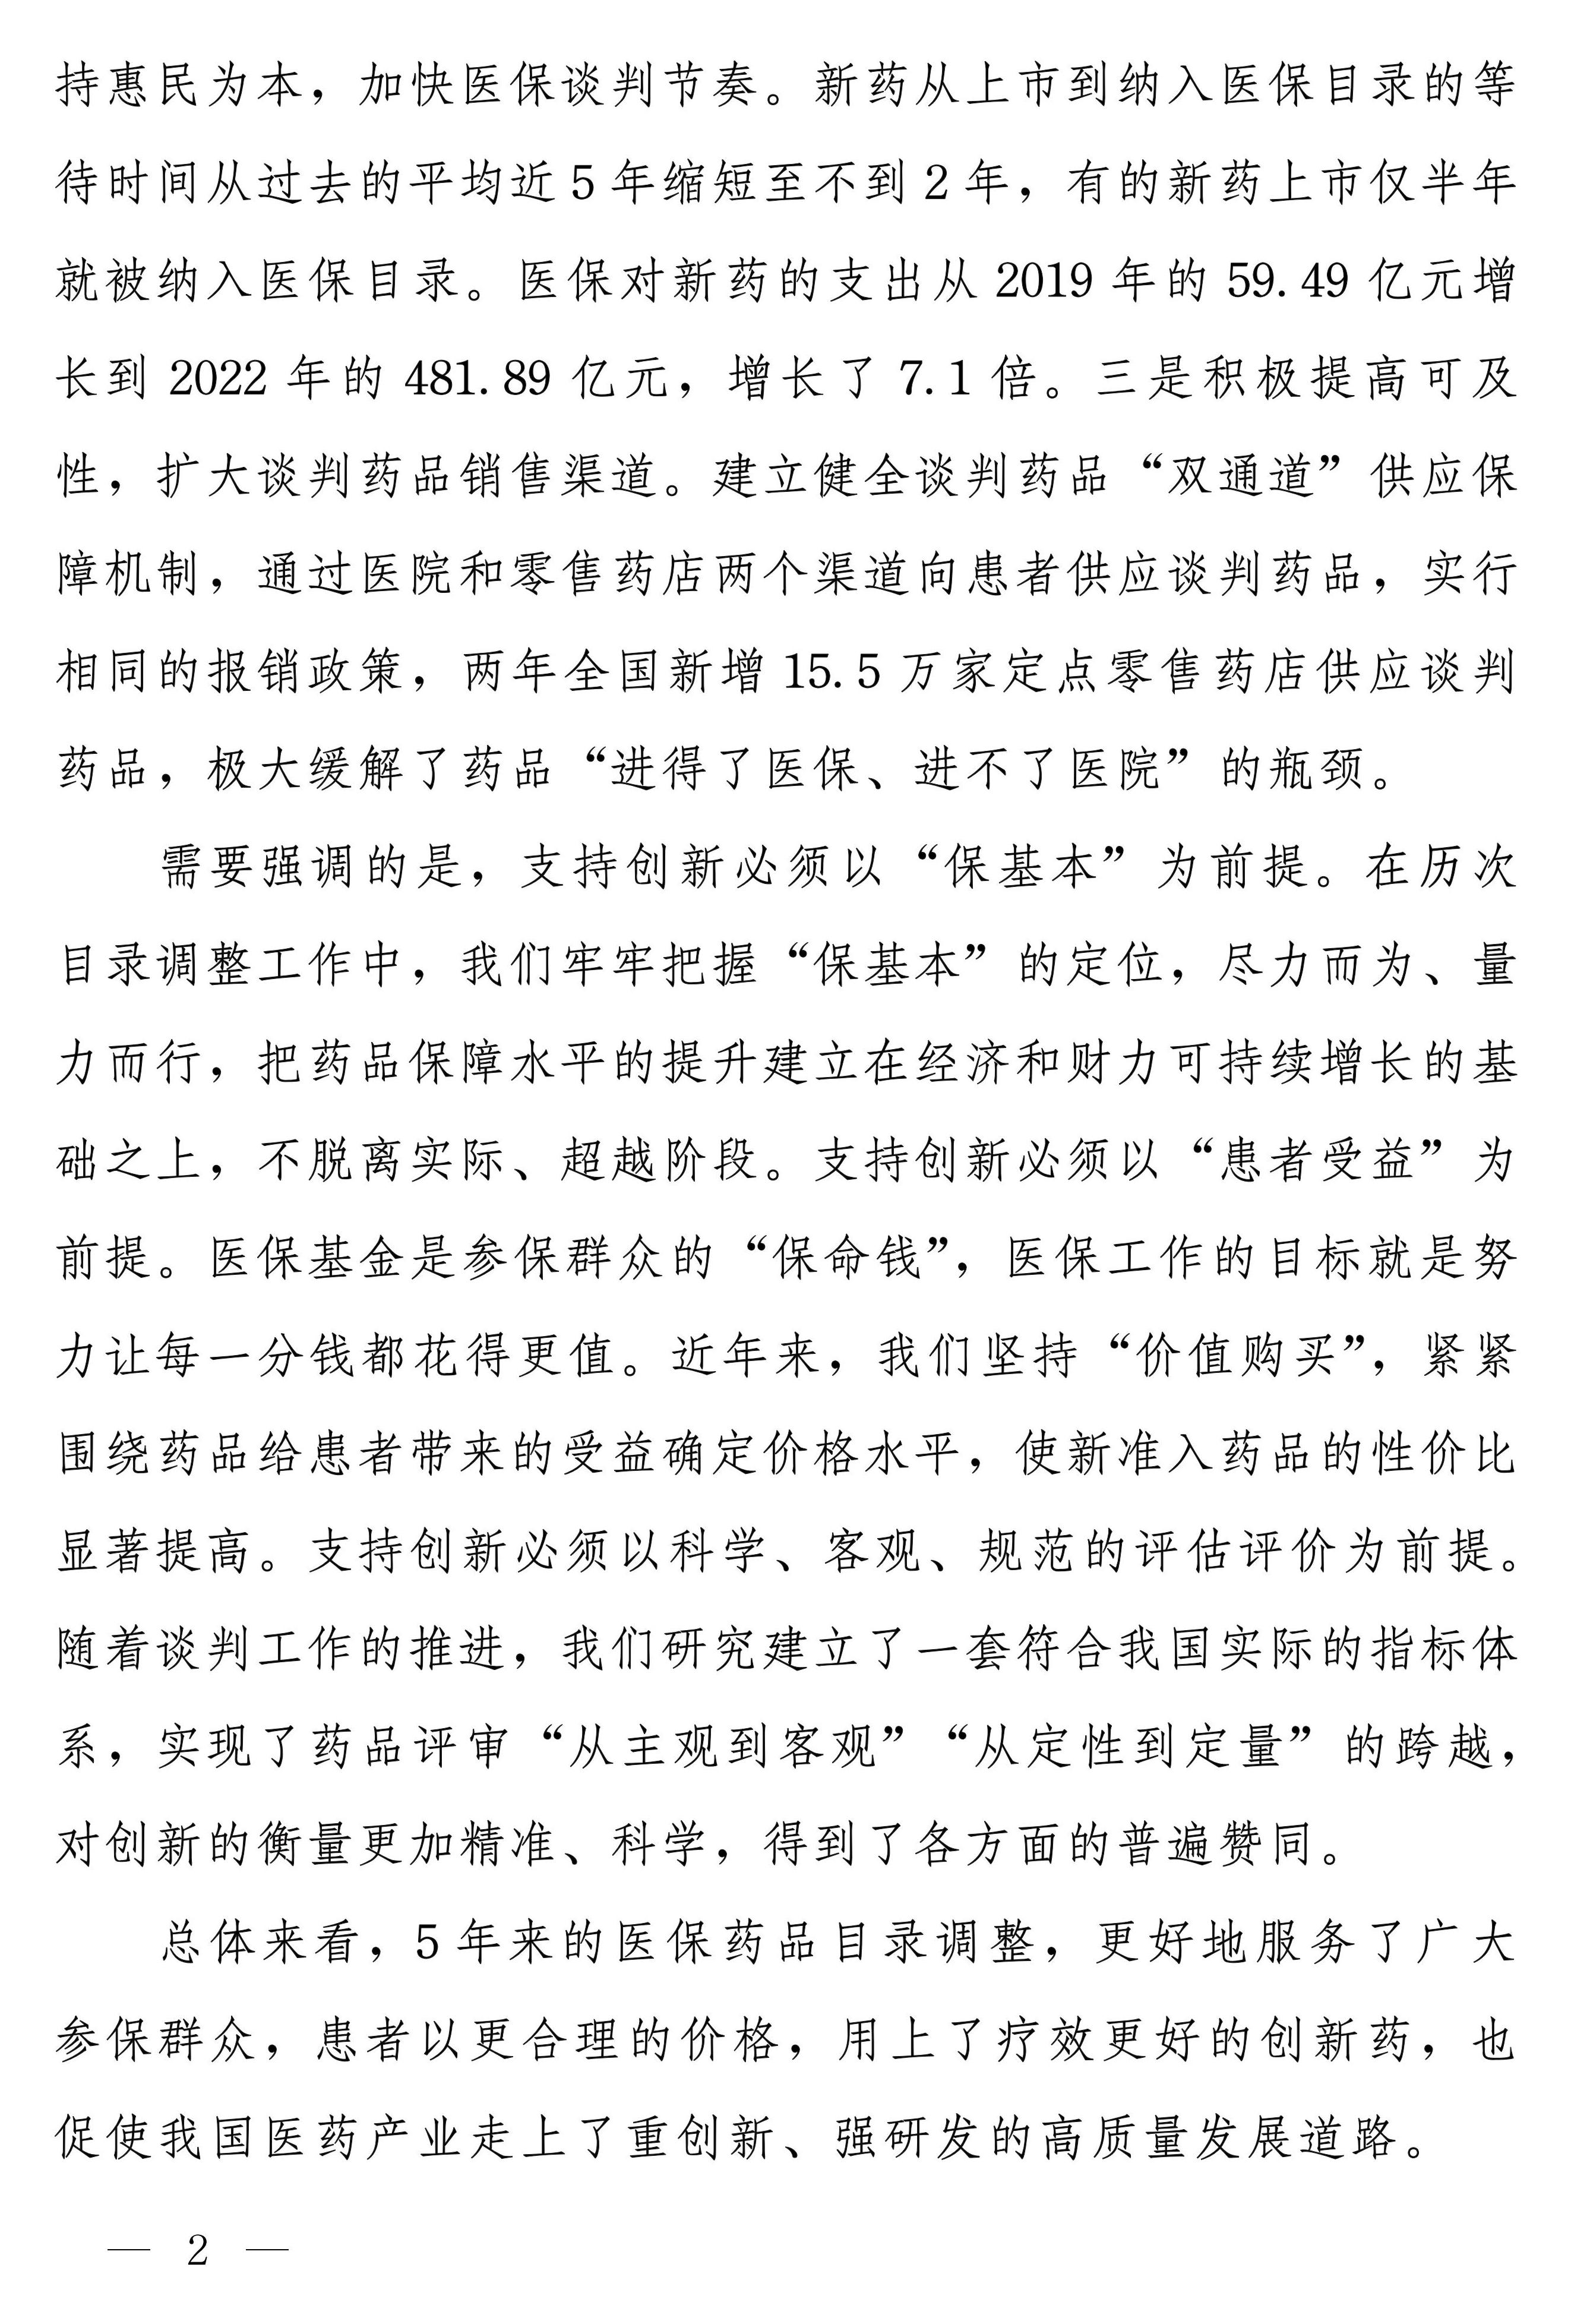 持惠民为本，加快医保谈判节奏。新药从上市到纳入医保目录的等
待时间从过去的平均近5年缩短至不到2年，有的新药上市仅半年
就被纳入医保目录。医保对新药的支出从2019年的59.49亿元增
长到2022年的481.89亿元，增长了7.1倍。三是积极提高可及
性，扩大谈判药品销售渠道。建立健全谈判药品“双通道”供应保
障机制，通过医院和零售药店两个渠道向患者供应谈判药品，实行
相同的报销政策，两年全国新增15.5万家定点零售药店供应谈判
药品，极大缓解了药品“进得了医保、进不了医院”的瓶颈。
需要强调的是，支持创新必须以“保基本”为前提。在历次
目录调整工作中，我们牢牢把握“保基本”的定位，尽力而为、量
力而行，把药品保障水平的提升建立在经济和财力可持续增长的基
础之上，不脱离实际、超越阶段。支持创新必须以“患者受益”为
前提。医保基金是参保群众的“保命钱”，医保工作的目标就是努
力让每一分钱都花得更值。近年来，我们坚持“价值购买”，紧紧
围绕药品给患者带来的受益确定价格水平，使新准入药品的性价比
显著提高。支持创新必须以科学、客观、规范的评估评价为前提。
随着谈判工作的推进，我们研究建立了一套符合我国实际的指标体
系，实现了药品评审“从主观到客观”“从定性到定量”的跨越，
对创新的衡量更加精准、科学，得到了各方面的普遍赞同。
总体来看，5年来的医保药品目录调整，更好地服务了广大
参保群众，患者以更合理的价格，用上了疗效更好的创新药，也
促使我国医药产业走上了重创新、强研发的高质量发展道路。
— 2 —